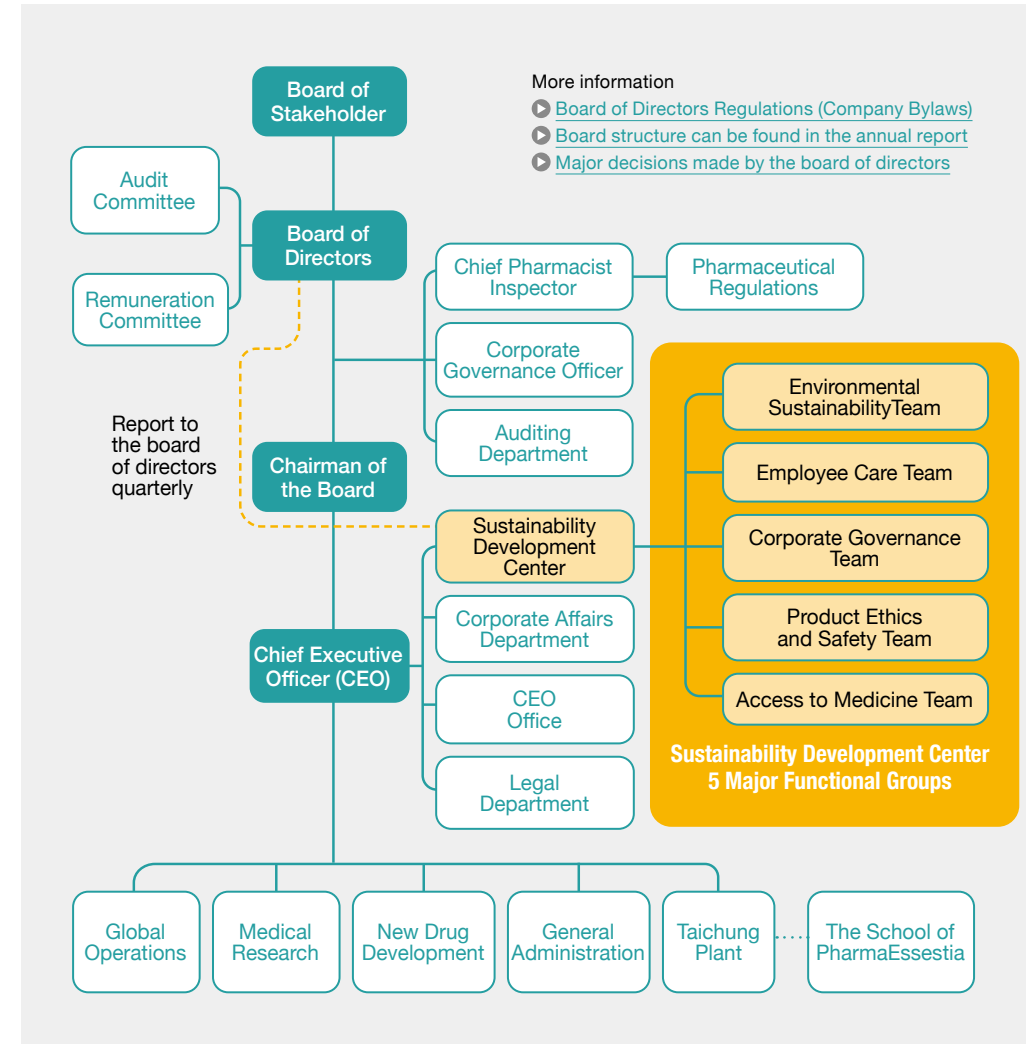 Board of
Stakeholder
More information
Board of Directors Regulations (Company Bylaws)
Board structure can be found in the annual report
Major decisions made by the board of directors
Audit
Committee
Board of
Directors
Remuneration
Committee
Chief Pharmacist
Inspector
Pharmaceutical
Regulations
Corporate
Governance Officer
Auditing
Department
Report to
the board
of directors
quarterly
Chairman of
the Board
Sustainability
Development
Center
Corporate Affairs
Department
Chief Executive
Officer (CEO)
CEO
Office
Legal
Department
Environmental
SustainabilityTeam
Employee Care Team
Corporate Governance
Team
Product Ethics
and Safety Team
Access to Medicine Team
Sustainability Development Center
5 Major Functional Groups
Global
Operations
Medical
Research
New Drug
Development
General
Administration
Taichung
Plant
The School of
PharmaEssestia